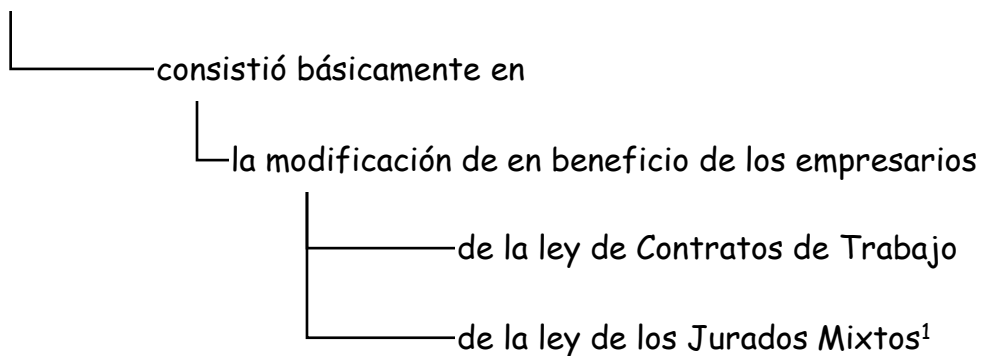 consistió básicamente en
la modificación de en beneficio de los empresarios
de la ley de Contratos de Trabajo
de la ley de los Jurados Mixtos¹